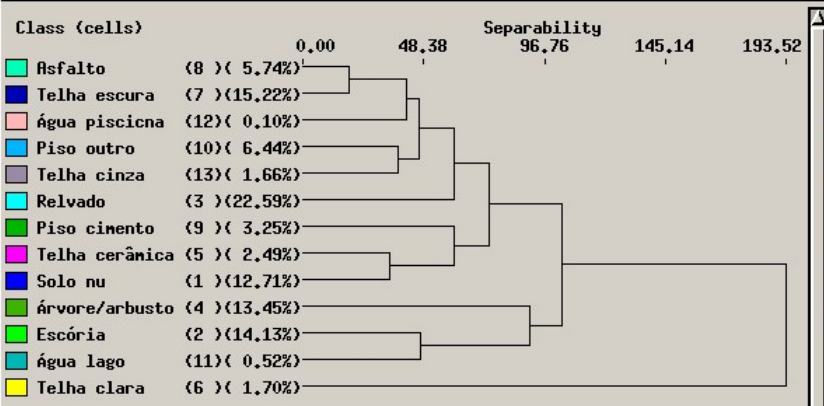 Class (cells) Separability
0.00 48.38 96.76 145.14 193.52
Asfalto (8 )( 5.74%)
Telha escura (7 )(15.22%)
Água piscicna (12)( 0.10%)
Piso outro (10)( 6.44%)
Telha cinza (13)( 1.66%)
Relvado (3 )(22.59%)
Piso cimento (9 )( 3.25%)
Telha cerâmica (5 )( 2.49%)
Solo nu (1 )(12.71%)
Árvore/arbusto (4 )(13.45%)
Escória (2 )(14.13%)
Água lago (11)( 0.52%)
Telha clara (6 )( 1.70%)